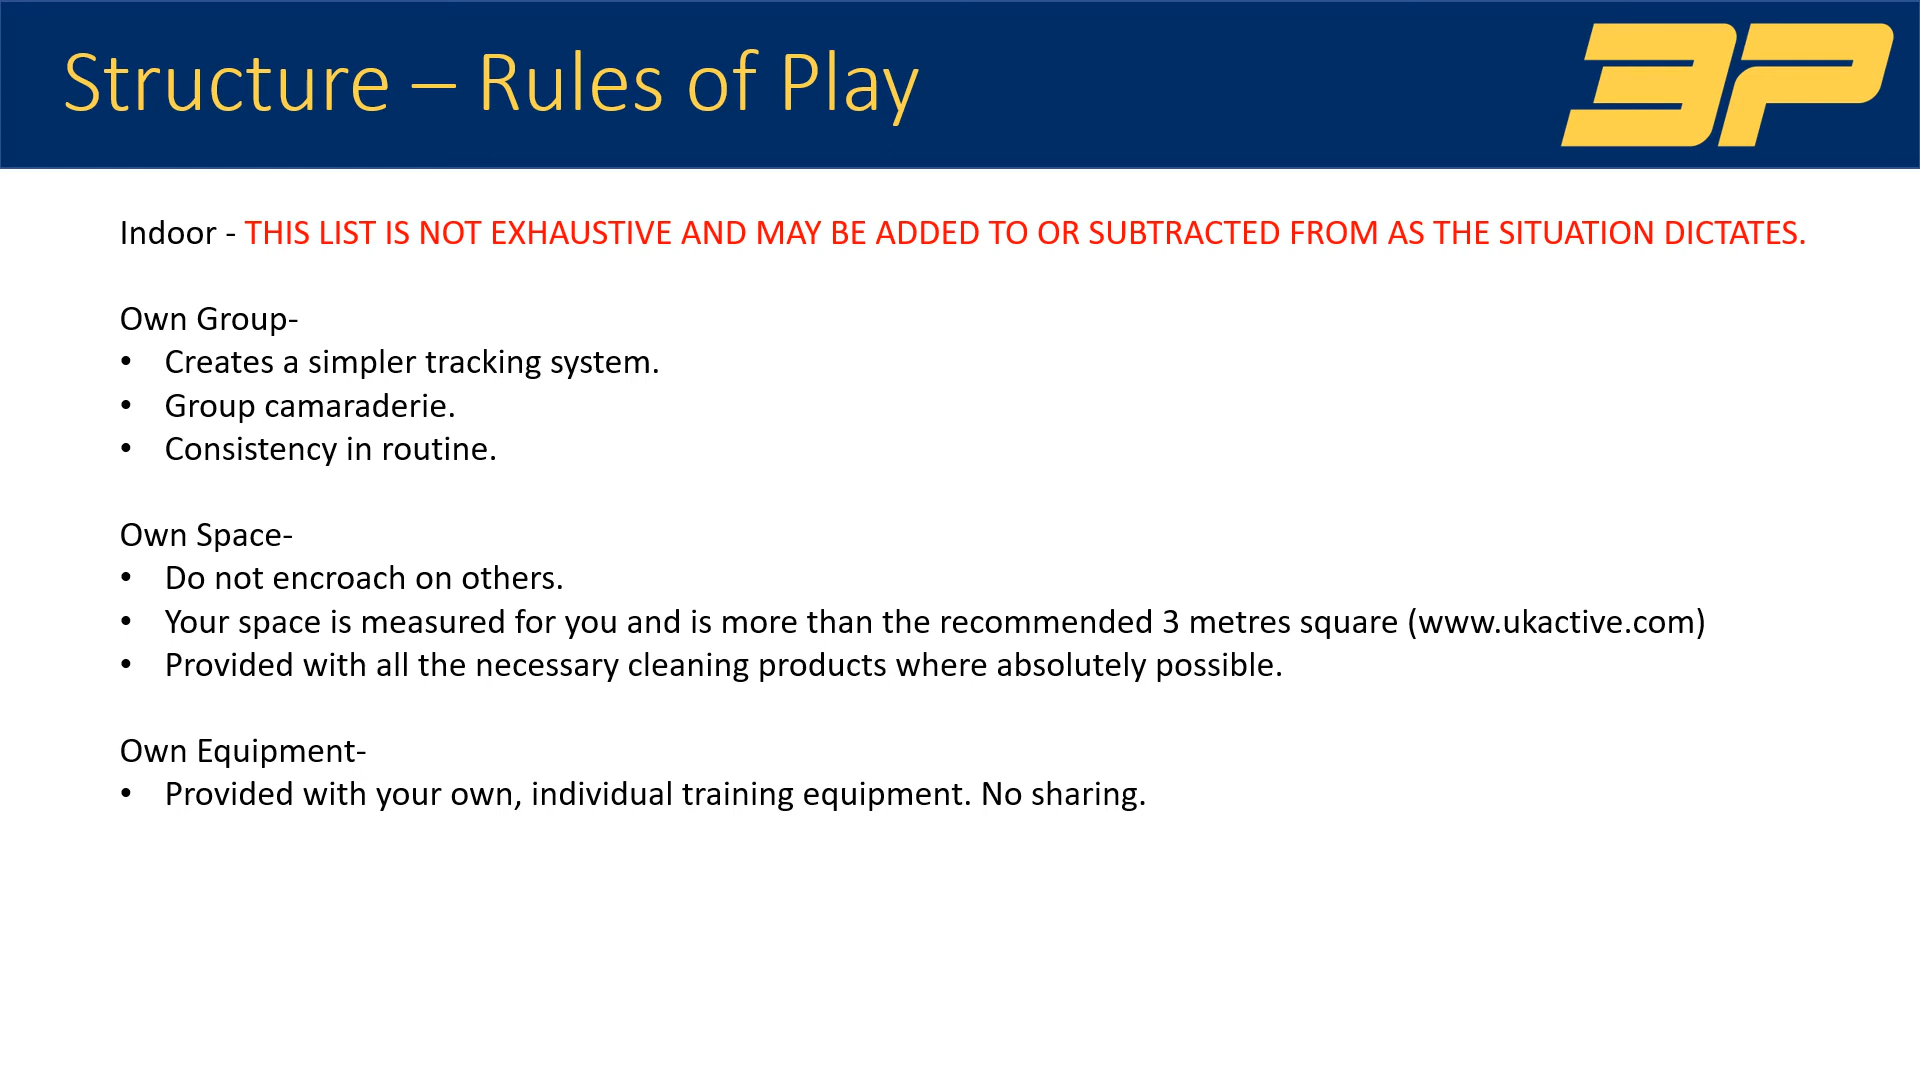 Structure – Rules of Play
3P
Indoor - THIS LIST IS NOT EXHAUSTIVE AND MAY BE ADDED TO OR SUBTRACTED FROM AS THE SITUATION DICTATES.
Own Group-
• Creates a simpler tracking system.
• Group camaraderie.
• Consistency in routine.
Own Space-
• Do not encroach on others.
• Your space is measured for you and is more than the recommended 3 metres square (www.ukactive.com)
• Provided with all the necessary cleaning products where absolutely possible.
Own Equipment-
• Provided with your own, individual training equipment. No sharing.